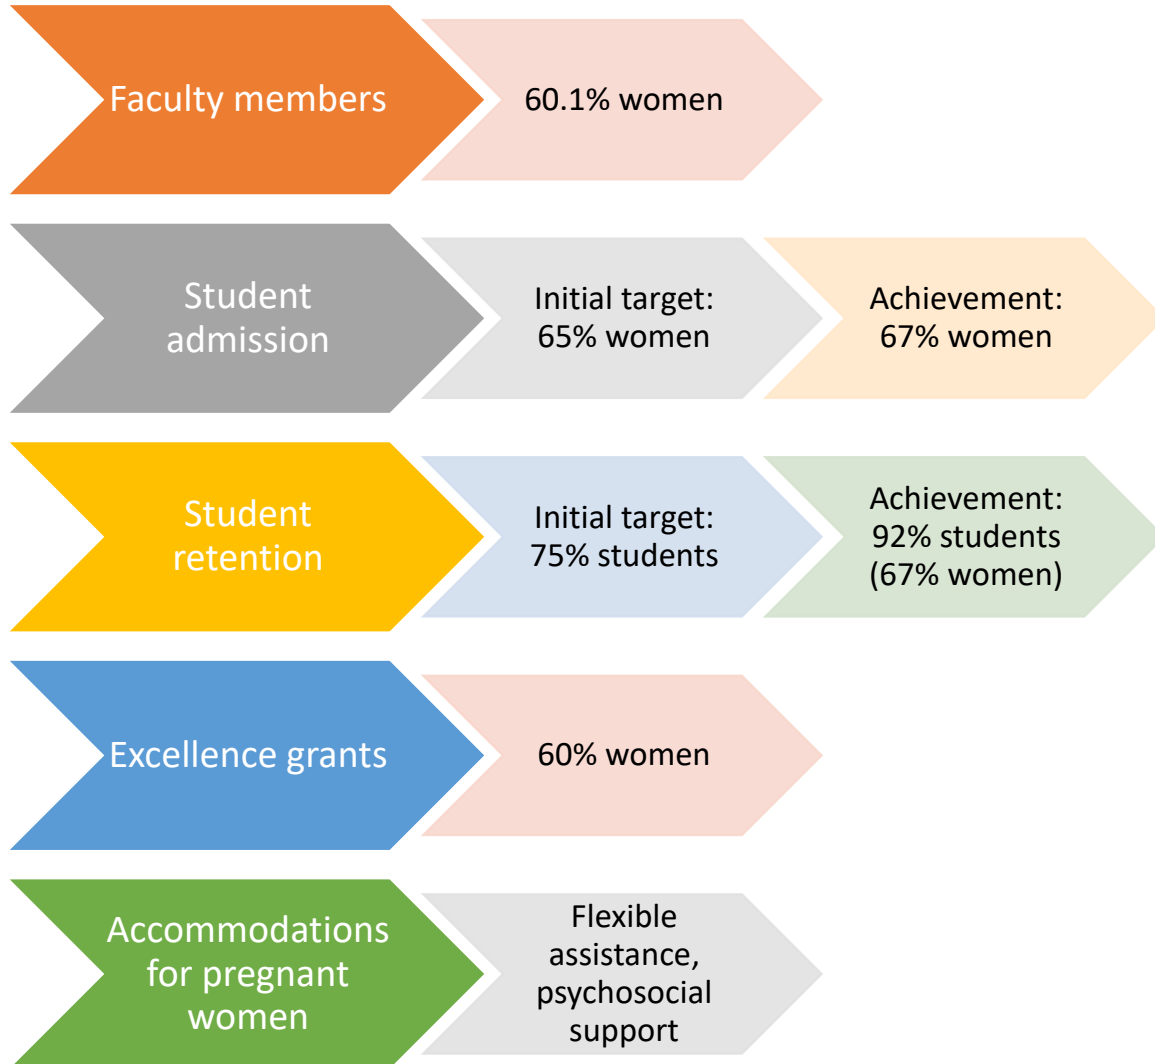 Faculty members
60.1% women
Student
admission
Initial target:
65% women
Achievement:
67% women
Student
retention
Initial target:
75% students
Achievement:
92% students
(67% women)
Excellence grants
60% women
Accommodations
for pregnant
women
Flexible
assistance,
psychosocial
support